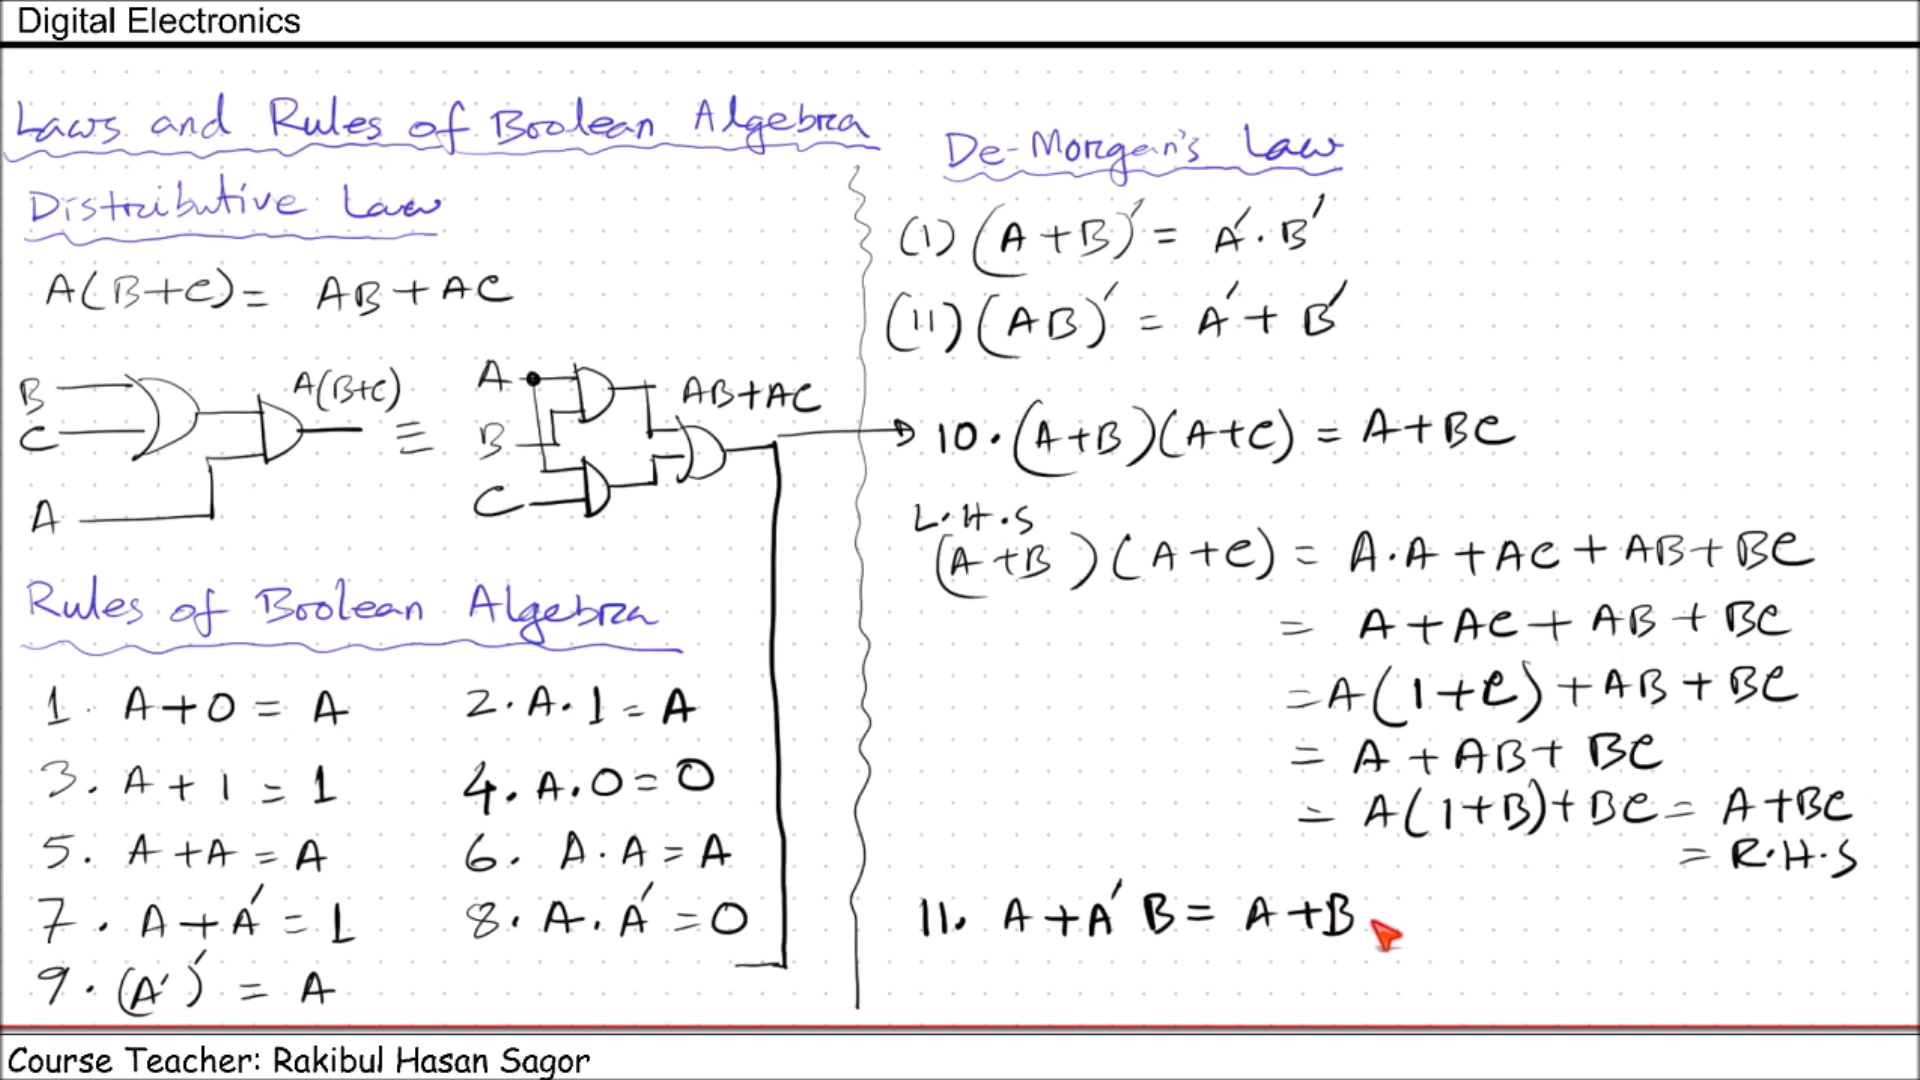 Digital Electronics
Laws and Rules of Boolean Algebra
Distributive Law
A(B+C) = AB + AC
B
C
A
A(B+C)
≡
A
B
C
AB+AC
Rules of Boolean Algebra
1. A+0 = A
2. A.1 = A
3. A + 1 = 1
4. A.0 = 0
5. A + A = A
6. A.A = A
7. A + A' = 1
8. A.A' = 0
9. (A')' = A
De-Morgan's Law
(I) (A+B)' = A'.B'
(II) (AB)' = A' + B'
10. (A+B)(A+C) = A+BC
L.H.S
(A+B)(A+C) = A.A + AC + AB + BC
= A + AC + AB + BC
= A(1+C) + AB + BC
= A + AB + BC
= A(1+B)+BC = A+BC
= R.H.S
11. A + A'B = A+B
Course Teacher: Rakibul Hasan Sagor